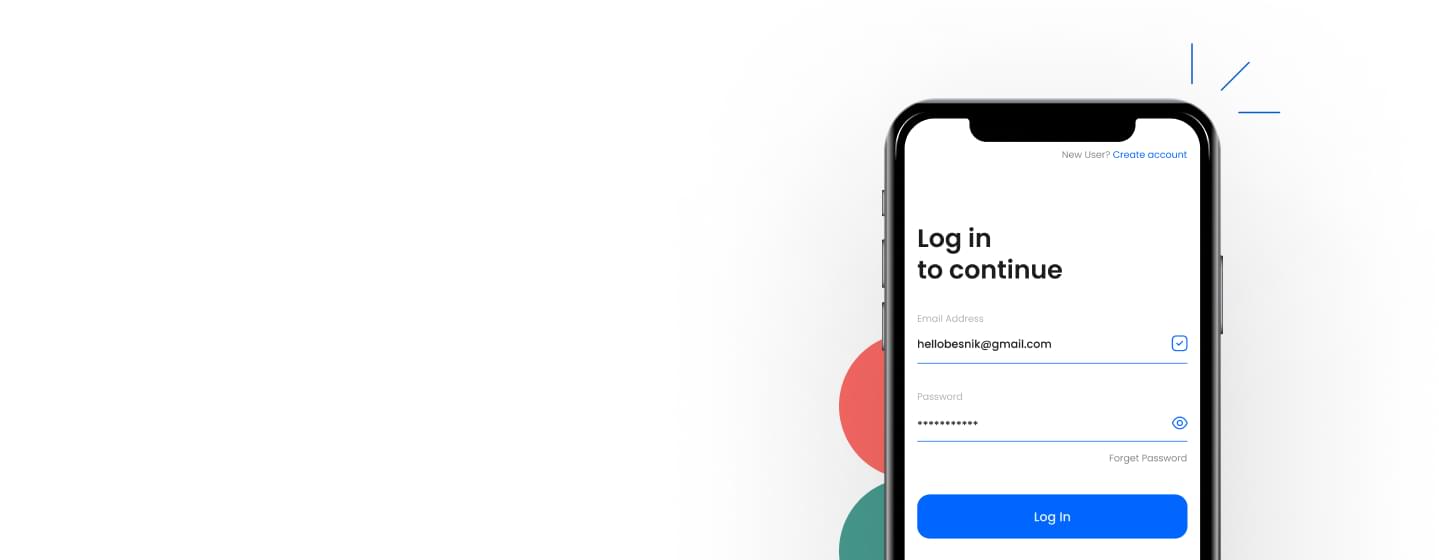 New User? Create account
Log in
to continue
Email Address
hellobesnik@gmail.com
Password
***********
Forget Password
Log In